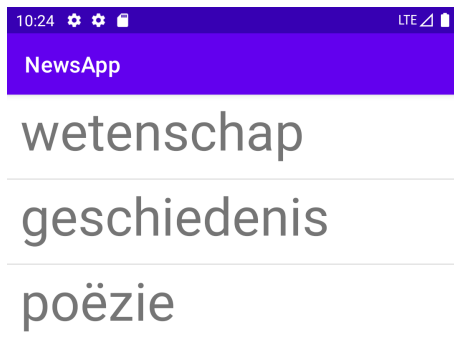 10:24 LTE
NewsApp
wetenschap
geschiedenis
poëzie